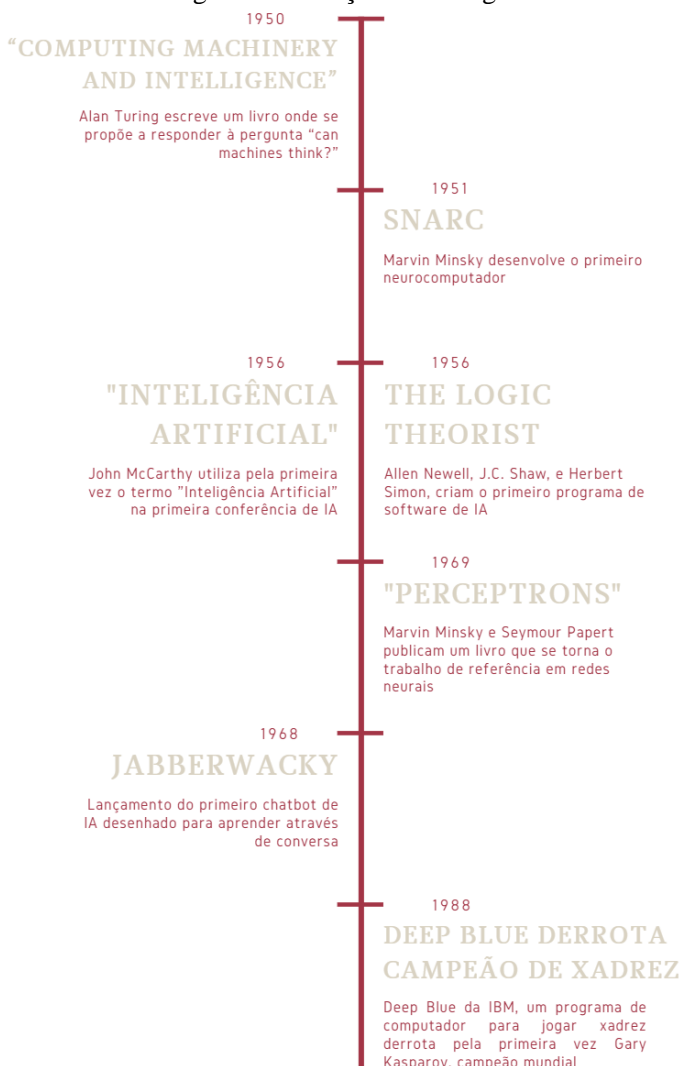 1950
“COMPUTING MACHINERY
AND INTELLIGENCE”
Alan Turing escreve um livro onde se
propõe a responder à pergunta “can
machines think?”
1951
SNARC
Marvin Minsky desenvolve o primeiro
neurocomputador
1956
"INTELIGÊNCIA
ARTIFICIAL"
John McCarthy utiliza pela primeira
vez o termo ”Inteligência Artificial”
na primeira conferência de IA
1956
THE LOGIC
THEORIST
Allen Newell, J.C. Shaw, e Herbert
Simon, criam o primeiro programa de
software de IA
1969
"PERCEPTRONS"
Marvin Minsky e Seymour Papert
publicam um livro que se torna o
trabalho de referência em redes
neurais
1968
JABBERWACKY
Lançamento do primeiro chatbot de
IA desenhado para aprender através
de conversa
1988
DEEP BLUE DERROTA
CAMPEÃO DE XADREZ
Deep Blue da IBM, um programa de
computador para jogar xadrez
derrota pela primeira vez Gary
Kasparov, campeão mundial